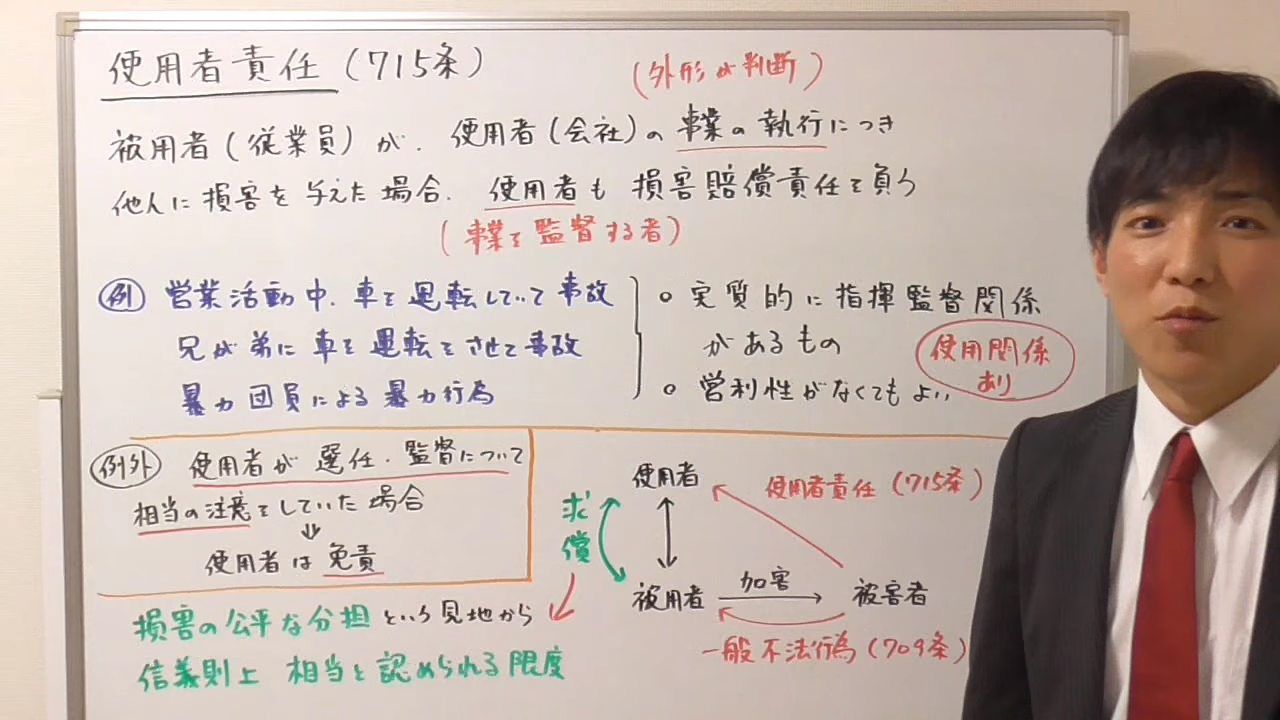 使用者責任（715条）
（外形が判断）
被用者（従業員）が、使用者（会社）の事業の執行につき
他人に損害を与えた場合、使用者も損害賠償責任を負う
（事業を監督する者）
例 営業活動中、車を運転していて事故
兄が弟に車を運転をさせて事故
暴力団員による暴力行為
○実質的に指揮監督関係
があるもの
○営利性がなくてもよい
使用関係
あり
例外 使用者が選任、監督について
相当の注意をしていた場合
⇓
使用者は免責
使用者
使用者責任（715条）
求償
被用者
加害
被害者
一般不法行為（709条）
損害の公平な分担という見地から
信義則上 相当と認められる限度